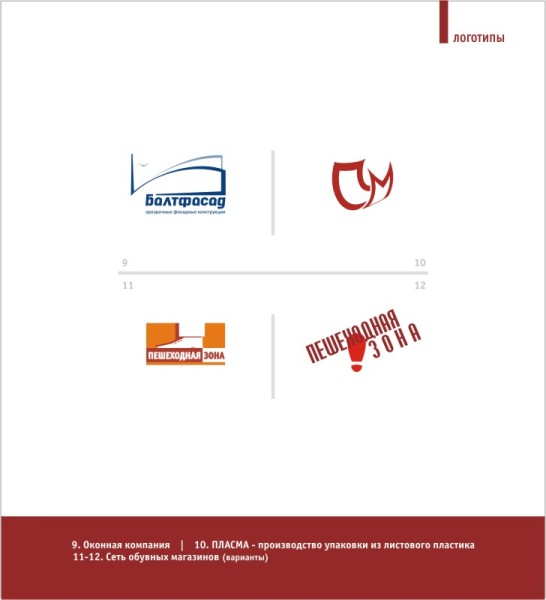 логотипы
Балтфасад
прозрачные фасадные конструкции
ПМ
9
10
11
12
ПЕШЕХОДНАЯ ЗОНА
ПЕШЕХОДНАЯ
ЗОНА
9. Оконная компания | 10. ПЛАСМА - производство упаковки из листового пластика
11-12. Сеть обувных магазинов (варианты)